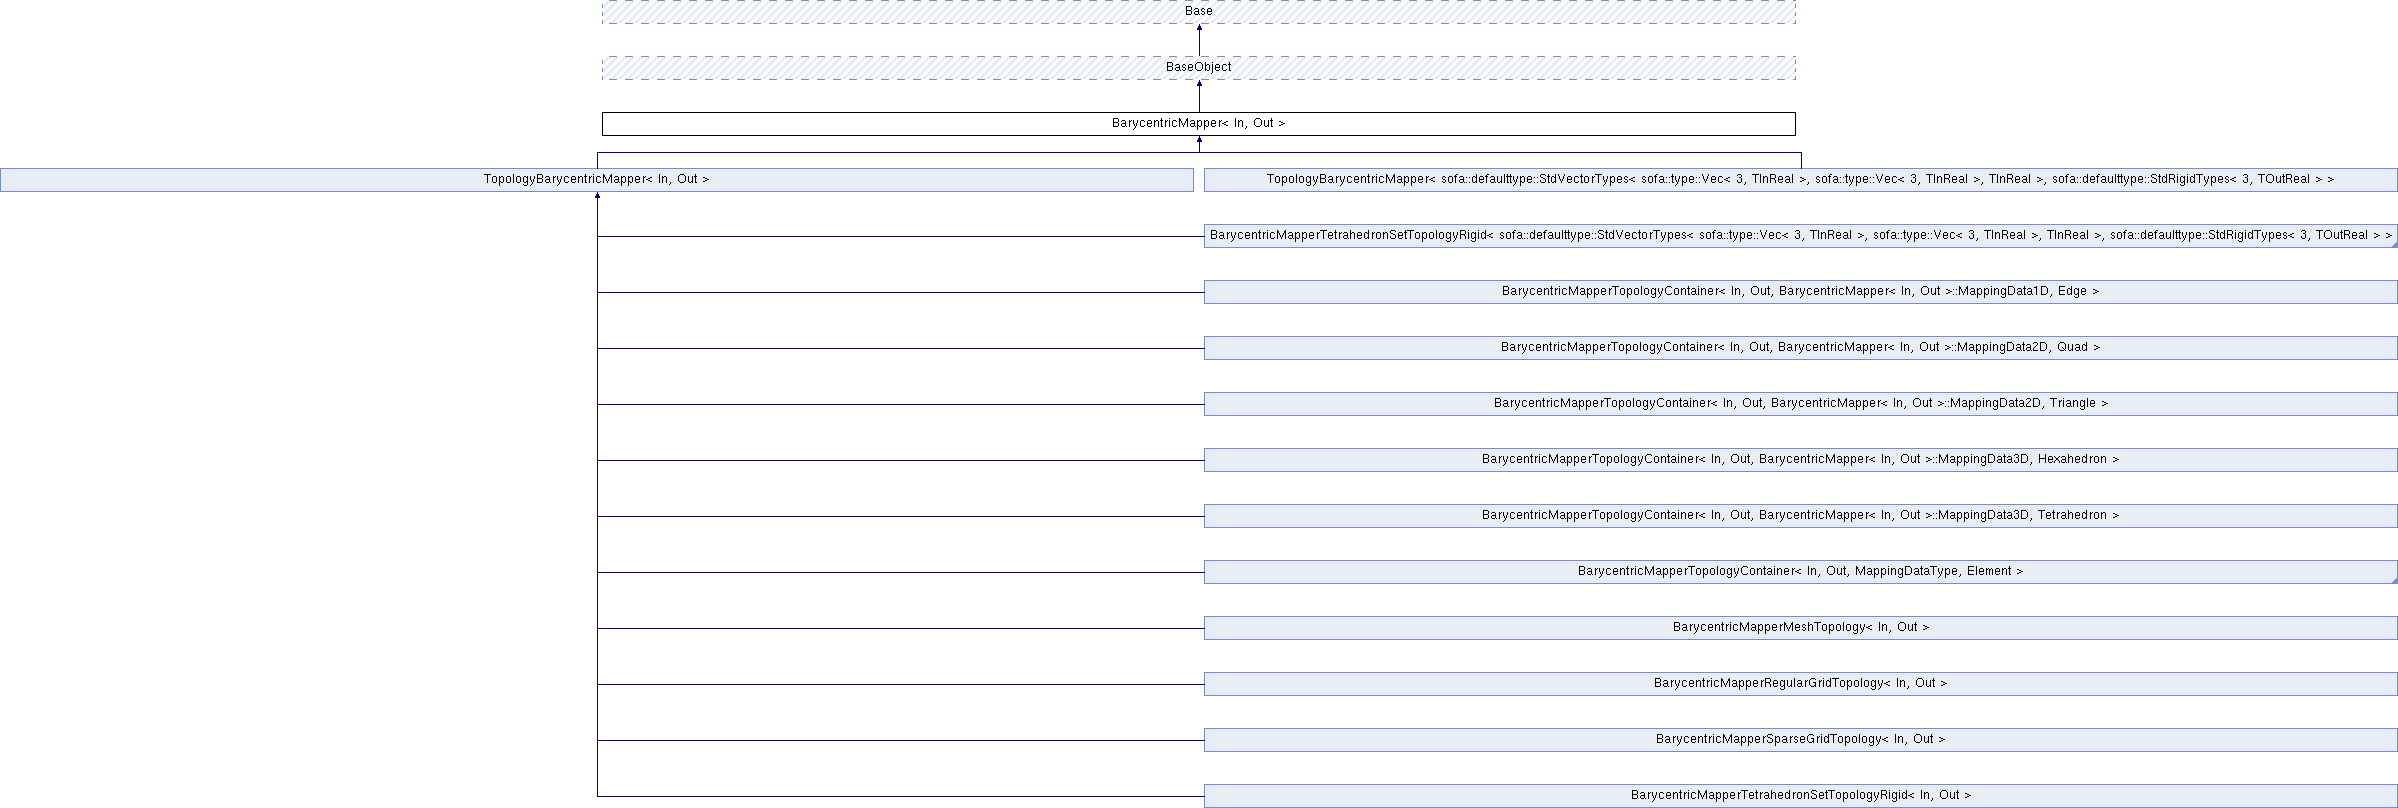 Base
BaseObject
BarycentricMapper< In, Out >
TopologyBarycentricMapper< In, Out >
TopologyBarycentricMapper< sofa::defaulttype::StdVectorTypes< sofa::type::Vec< 3, TInReal >, sofa::type::Vec< 3, TInReal >, TInReal >, sofa::defaulttype::StdRigidTypes< 3, TOutReal > >
BarycentricMapperTetrahedronSetTopologyRigid< sofa::defaulttype::StdVectorTypes< sofa::type::Vec< 3, TInReal >, sofa::type::Vec< 3, TInReal >, TInReal >, sofa::defaulttype::StdRigidTypes< 3, TOutReal > >
BarycentricMapperTopologyContainer< In, Out, BarycentricMapper< In, Out >::MappingData1D, Edge >
BarycentricMapperTopologyContainer< In, Out, BarycentricMapper< In, Out >::MappingData2D, Quad >
BarycentricMapperTopologyContainer< In, Out, BarycentricMapper< In, Out >::MappingData2D, Triangle >
BarycentricMapperTopologyContainer< In, Out, BarycentricMapper< In, Out >::MappingData3D, Hexahedron >
BarycentricMapperTopologyContainer< In, Out, BarycentricMapper< In, Out >::MappingData3D, Tetrahedron >
BarycentricMapperTopologyContainer< In, Out, MappingDataType, Element >
BarycentricMapperMeshTopology< In, Out >
BarycentricMapperRegularGridTopology< In, Out >
BarycentricMapperSparseGridTopology< In, Out >
BarycentricMapperTetrahedronSetTopologyRigid< In, Out >